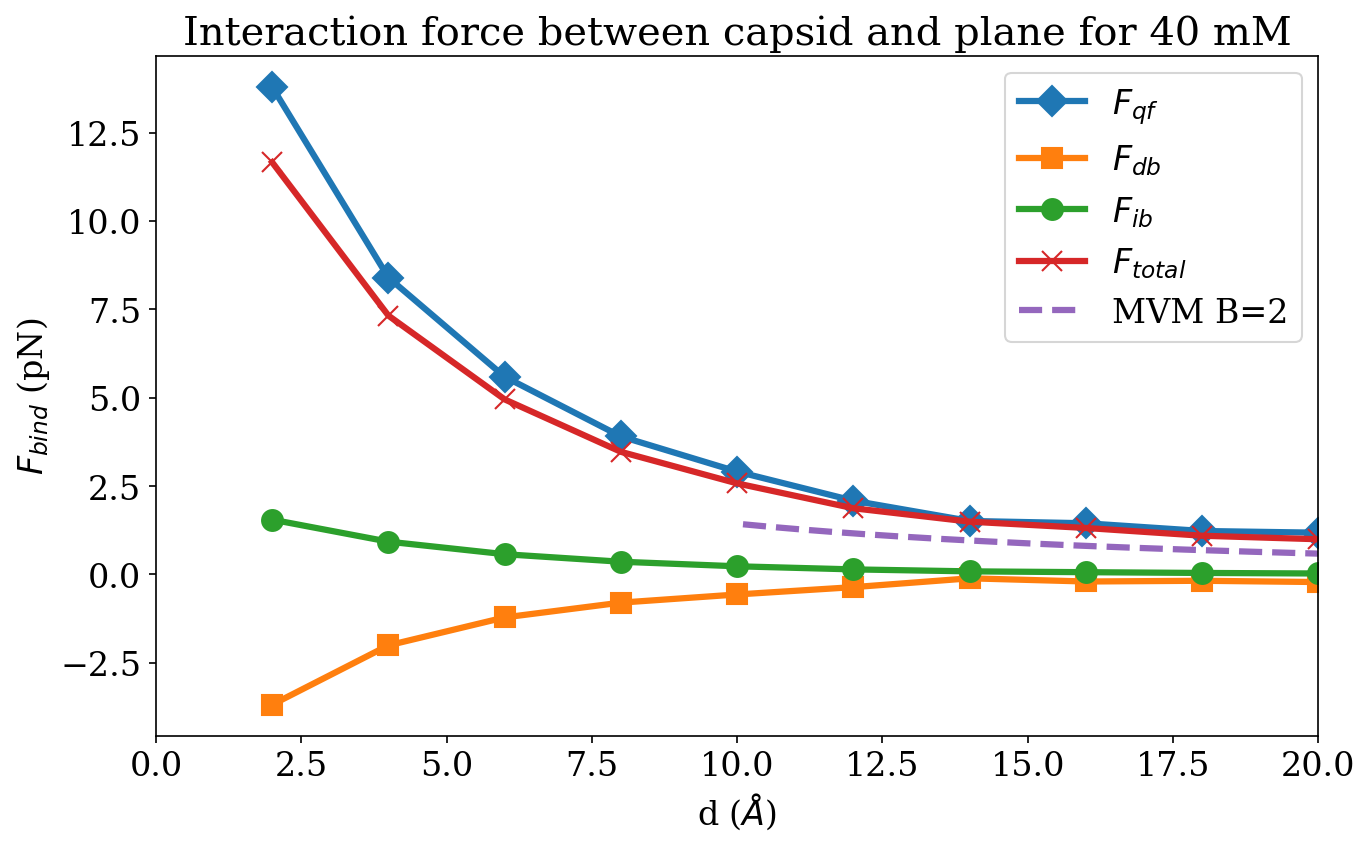 Interaction force between capsid and plane for 40 mM
F_qf
F_db
F_ib
F_total
MVM B=2
12.5
10.0
7.5
5.0
2.5
0.0
−2.5
F_bind (pN)
0.0 2.5 5.0 7.5 10.0 12.5 15.0 17.5 20.0
d (Å)